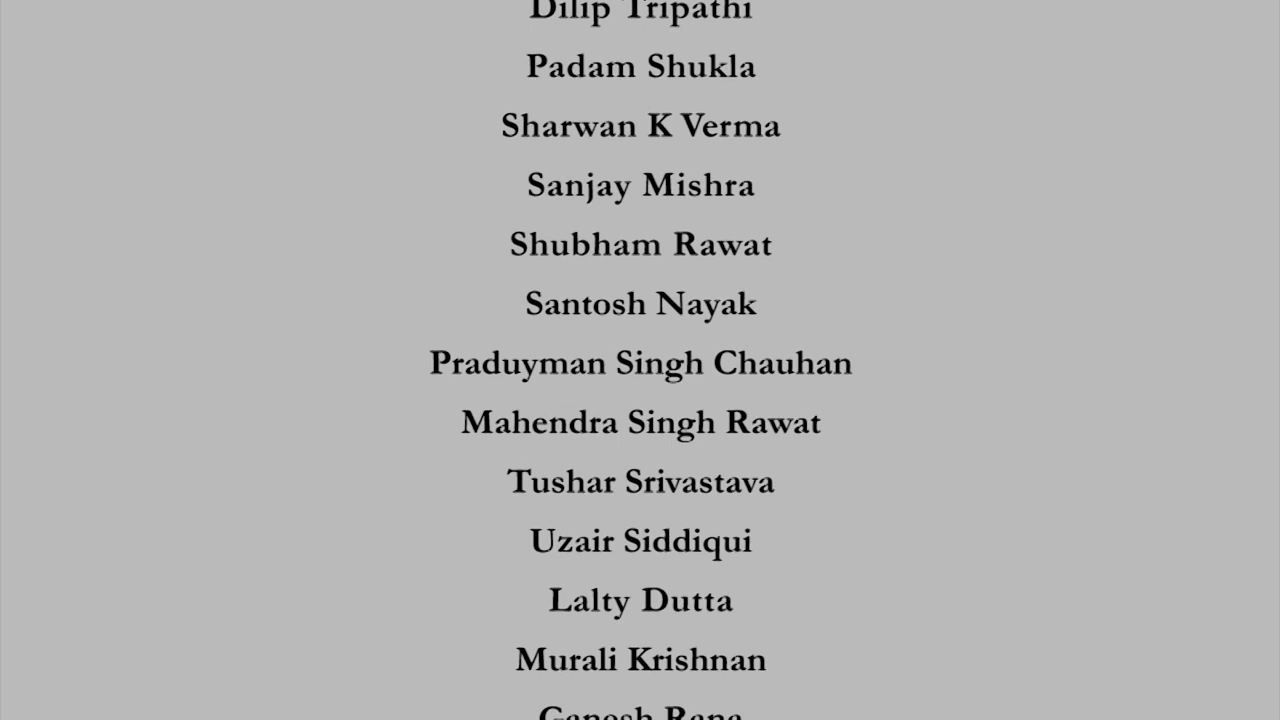 Dilip Tripathi
Padam Shukla
Sharwan K Verma
Sanjay Mishra
Shubham Rawat
Santosh Nayak
Praduyman Singh Chauhan
Mahendra Singh Rawat
Tushar Srivastava
Uzair Siddiqui
Lalty Dutta
Murali Krishnan
Ganesh Rana